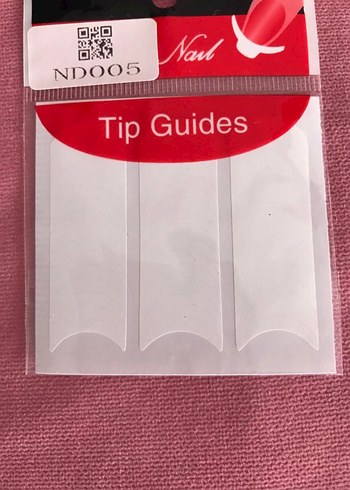 Nail
ND005
Tip Guides